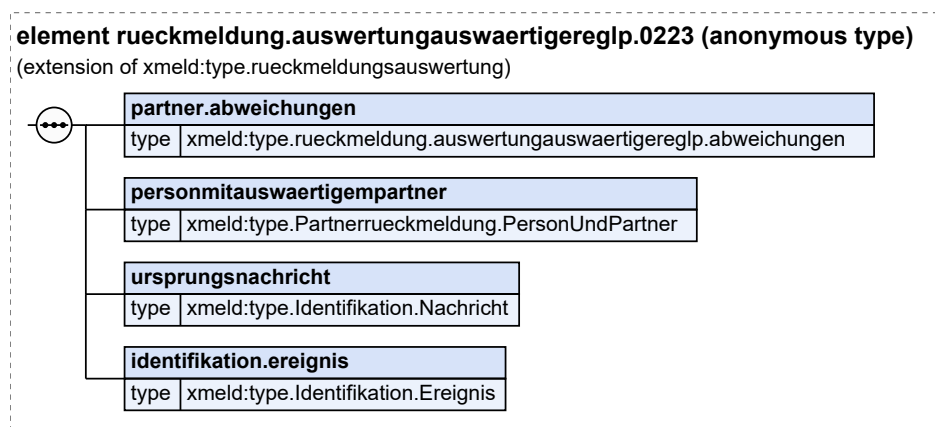 element rueckmeldung.auswertungauswaertigereglp.0223 (anonymous type)
(extension of xmeld:type.rueckmeldungsauswertung)
partner.abweichungen
type xmeld:type.rueckmeldung.auswertungauswaertigereglp.abweichungen
personmitauswaertigempartner
type xmeld:type.Partnerrueckmeldung.PersonUndPartner
ursprungsnachricht
type xmeld:type.Identifikation.Nachricht
identifikation.ereignis
type xmeld:type.Identifikation.Ereignis